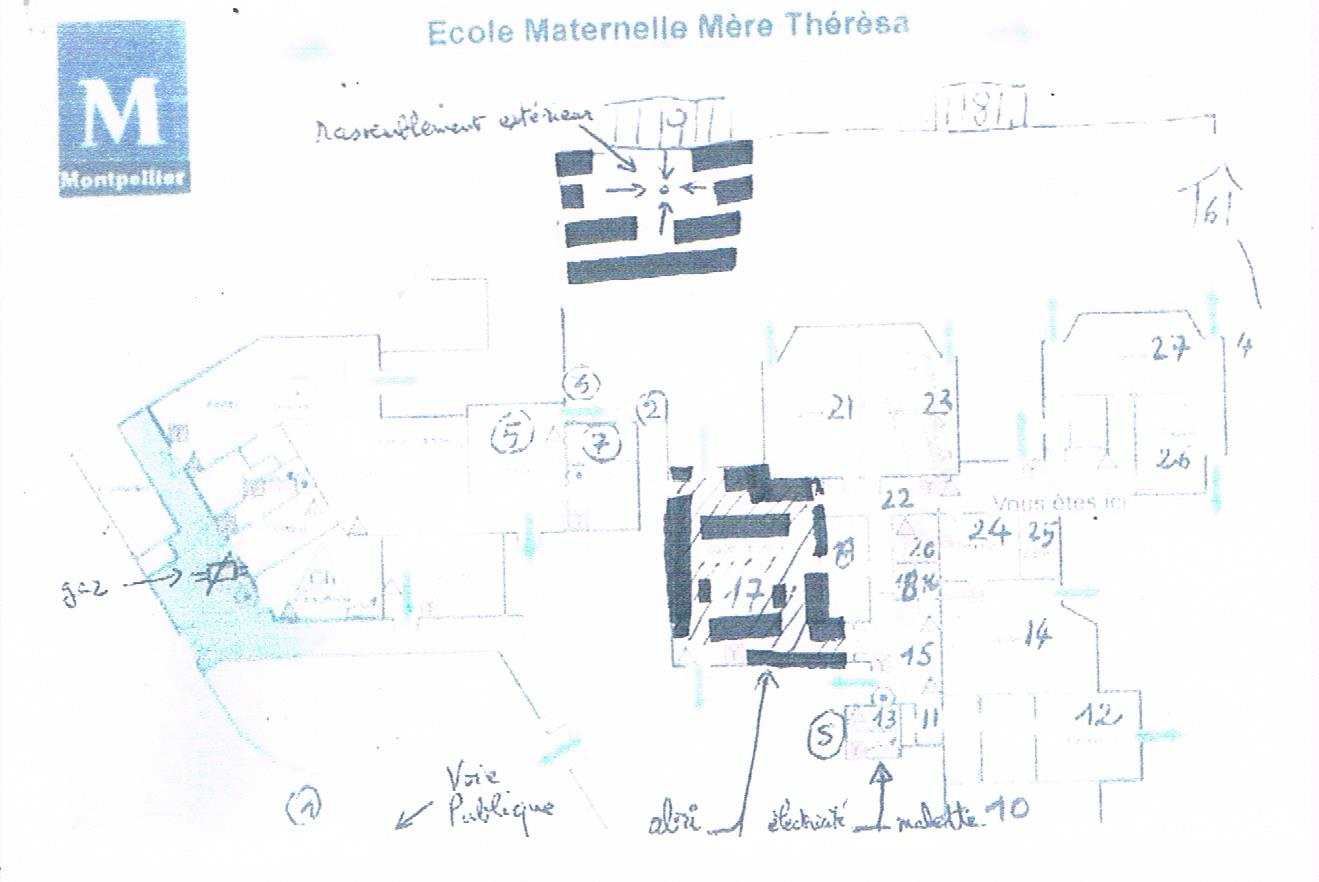 Ecole Maternelle Mère Thérèsa
M
Montpellier
Rassemblement extérieur
9
8
6
27
4
6
2
21
23
5
7
26
22
Vous êtes ici
24
25
20
17
18
gaz
14
15
12
13
11
S
1
Voie
Publique
abri
électricité
malette
10